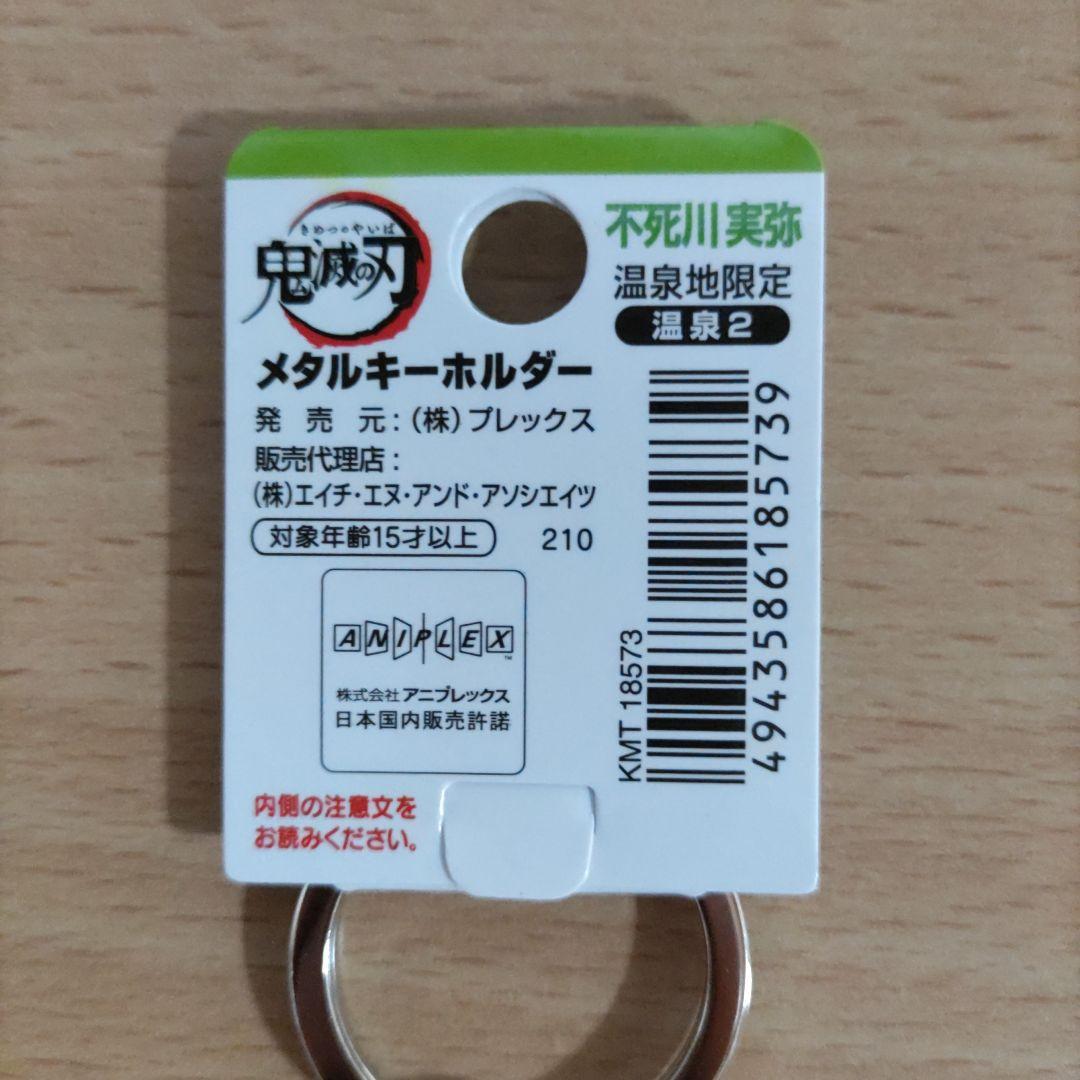 きめつのやいば
鬼滅の刃
メタルキーホルダー
発売元:(株)プレックス
販売代理店:
(株)エイチ・エヌ・アンド・アソシエイツ
対象年齢15才以上 210
ANIPLEX™
株式会社 アニプレックス
日本国内販売許諾
内側の注意文を
お読みください。
不死川 実弥
温泉地限定
温泉2
KMT 18573
4943586185739